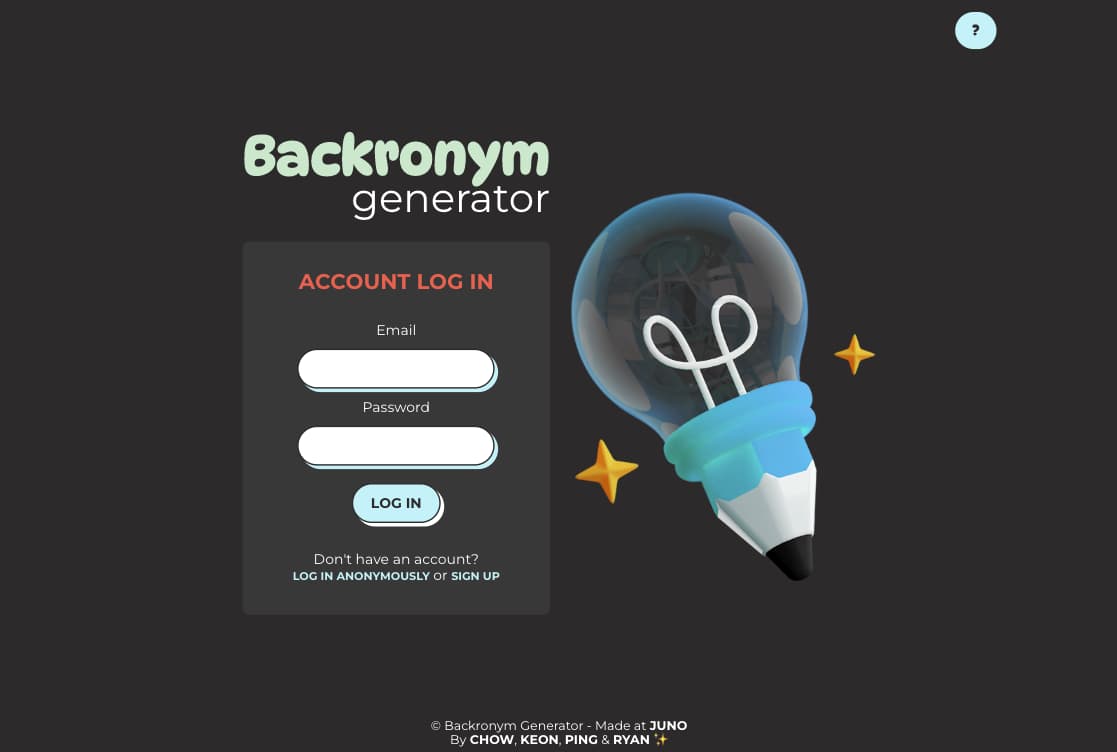 ?
Backronym
generator
ACCOUNT LOG IN
Email
Password
LOG IN
Don't have an account?
LOG IN ANONYMOUSLY or SIGN UP
© Backronym Generator - Made at JUNO
By CHOW, KEON, PING & RYAN ✨